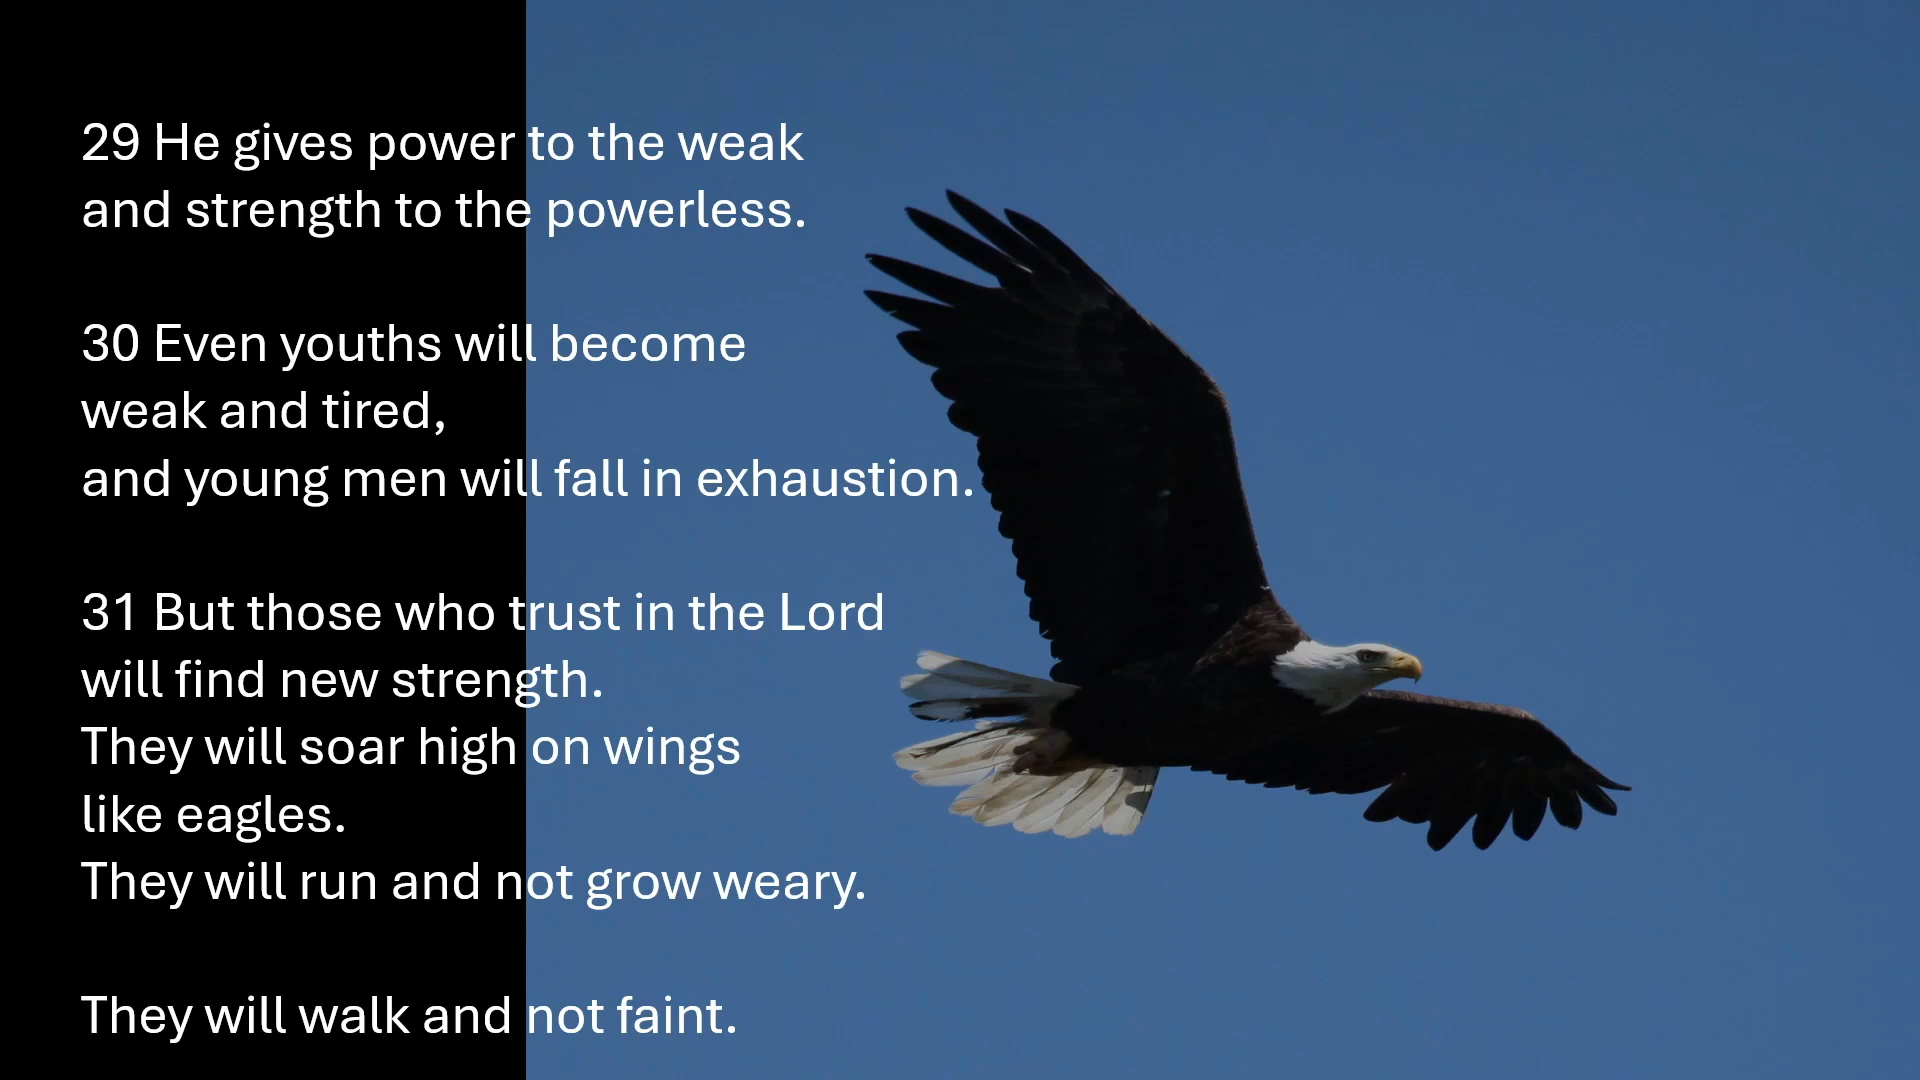 29 He gives power to the weak
and strength to the powerless.
30 Even youths will become
weak and tired,
and young men will fall in exhaustion.
31 But those who trust in the Lord
will find new strength.
They will soar high on wings
like eagles.
They will run and not grow weary.
They will walk and not faint.